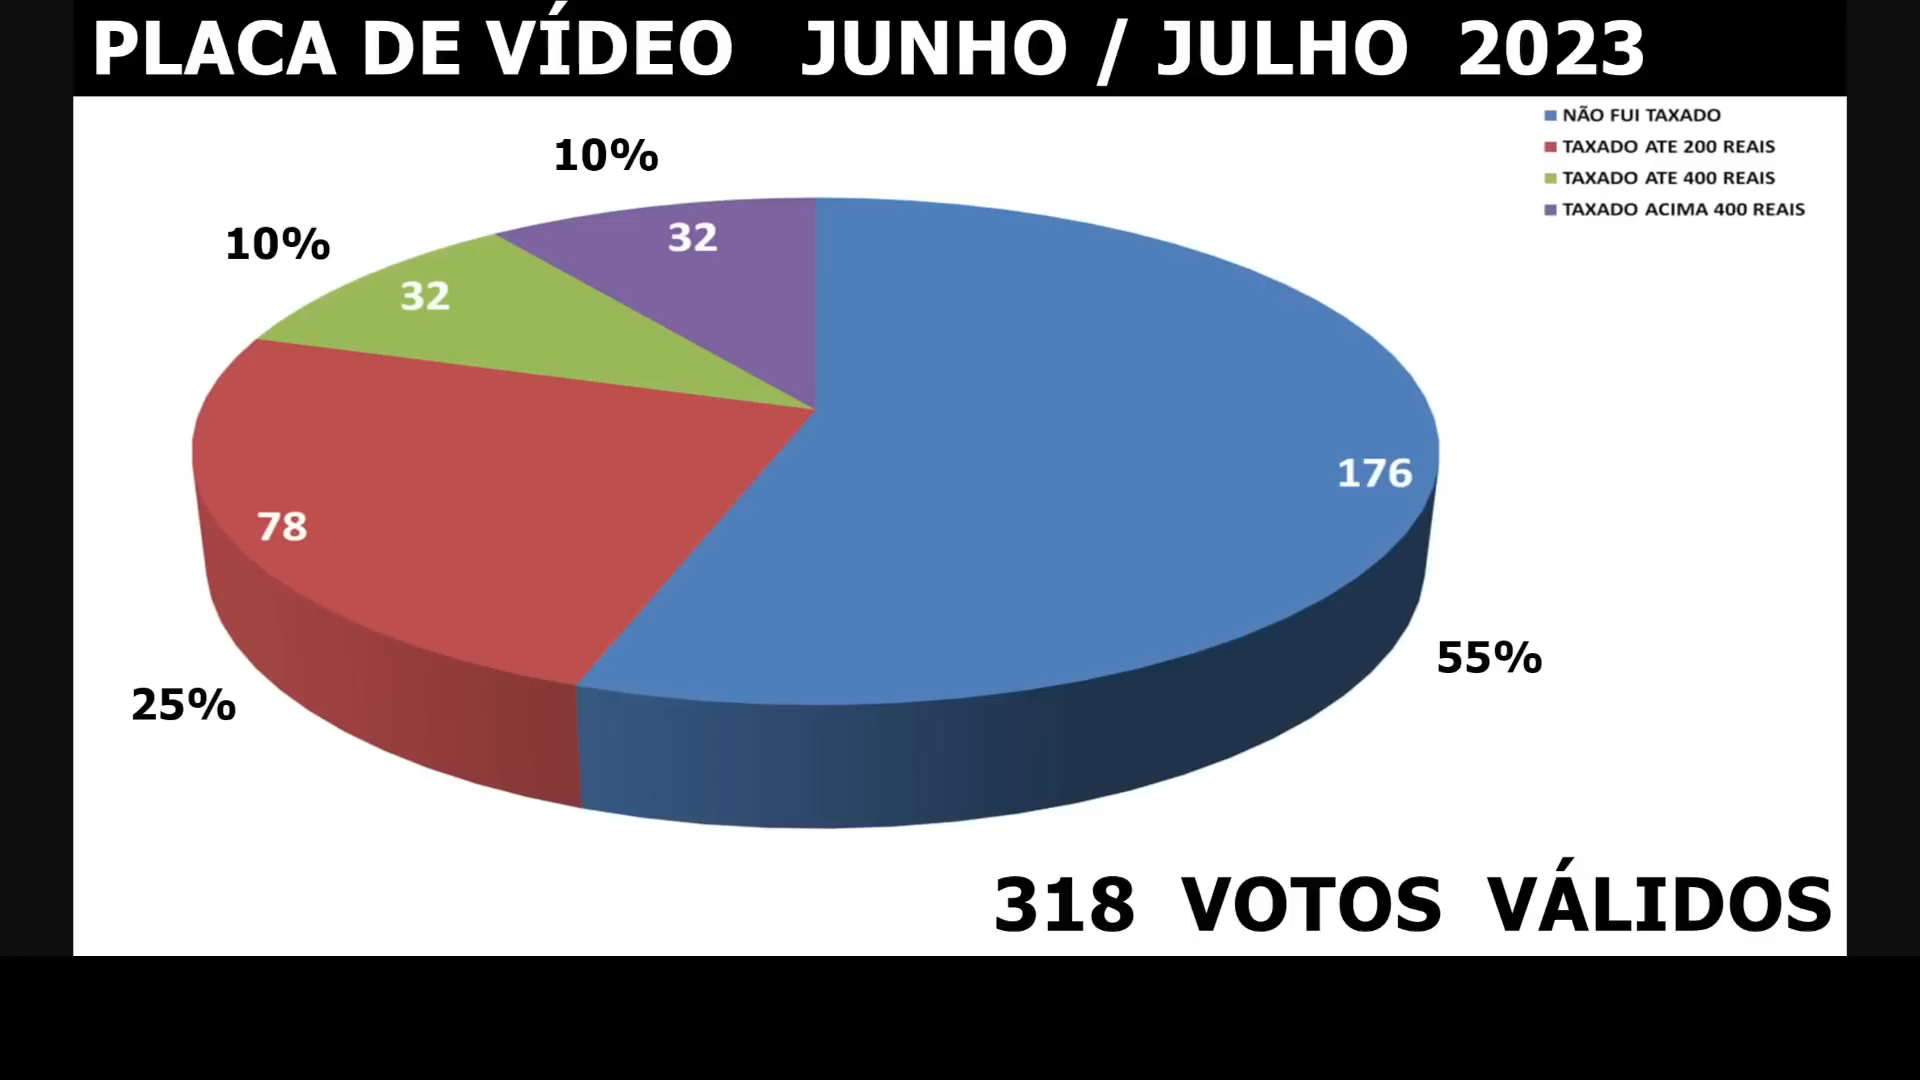 PLACA DE VÍDEO JUNHO / JULHO 2023
NÃO FUI TAXADO
TAXADO ATE 200 REAIS
TAXADO ATE 400 REAIS
TAXADO ACIMA 400 REAIS
10%
32
10%
32
176
78
55%
25%
318 VOTOS VÁLIDOS